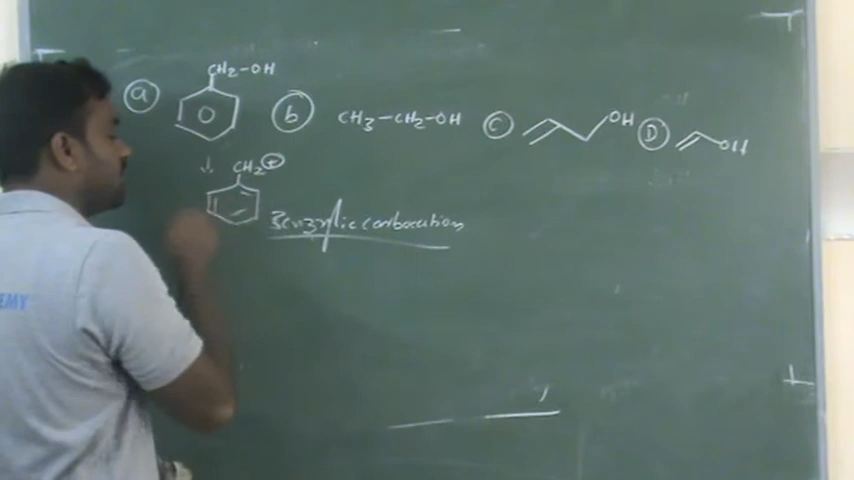 a CH₂-OH b CH₃-CH₂-OH C OH D OH
CH₂ +
Benzylic carbocation
EMY